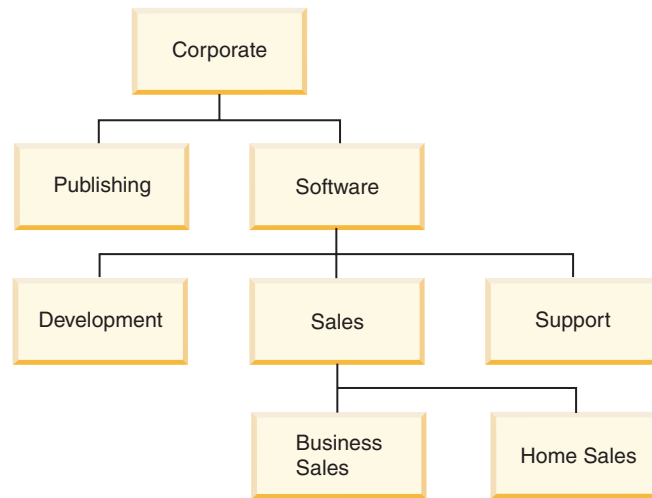 Corporate
Publishing
Software
Development
Sales
Support
Business
Sales
Home Sales